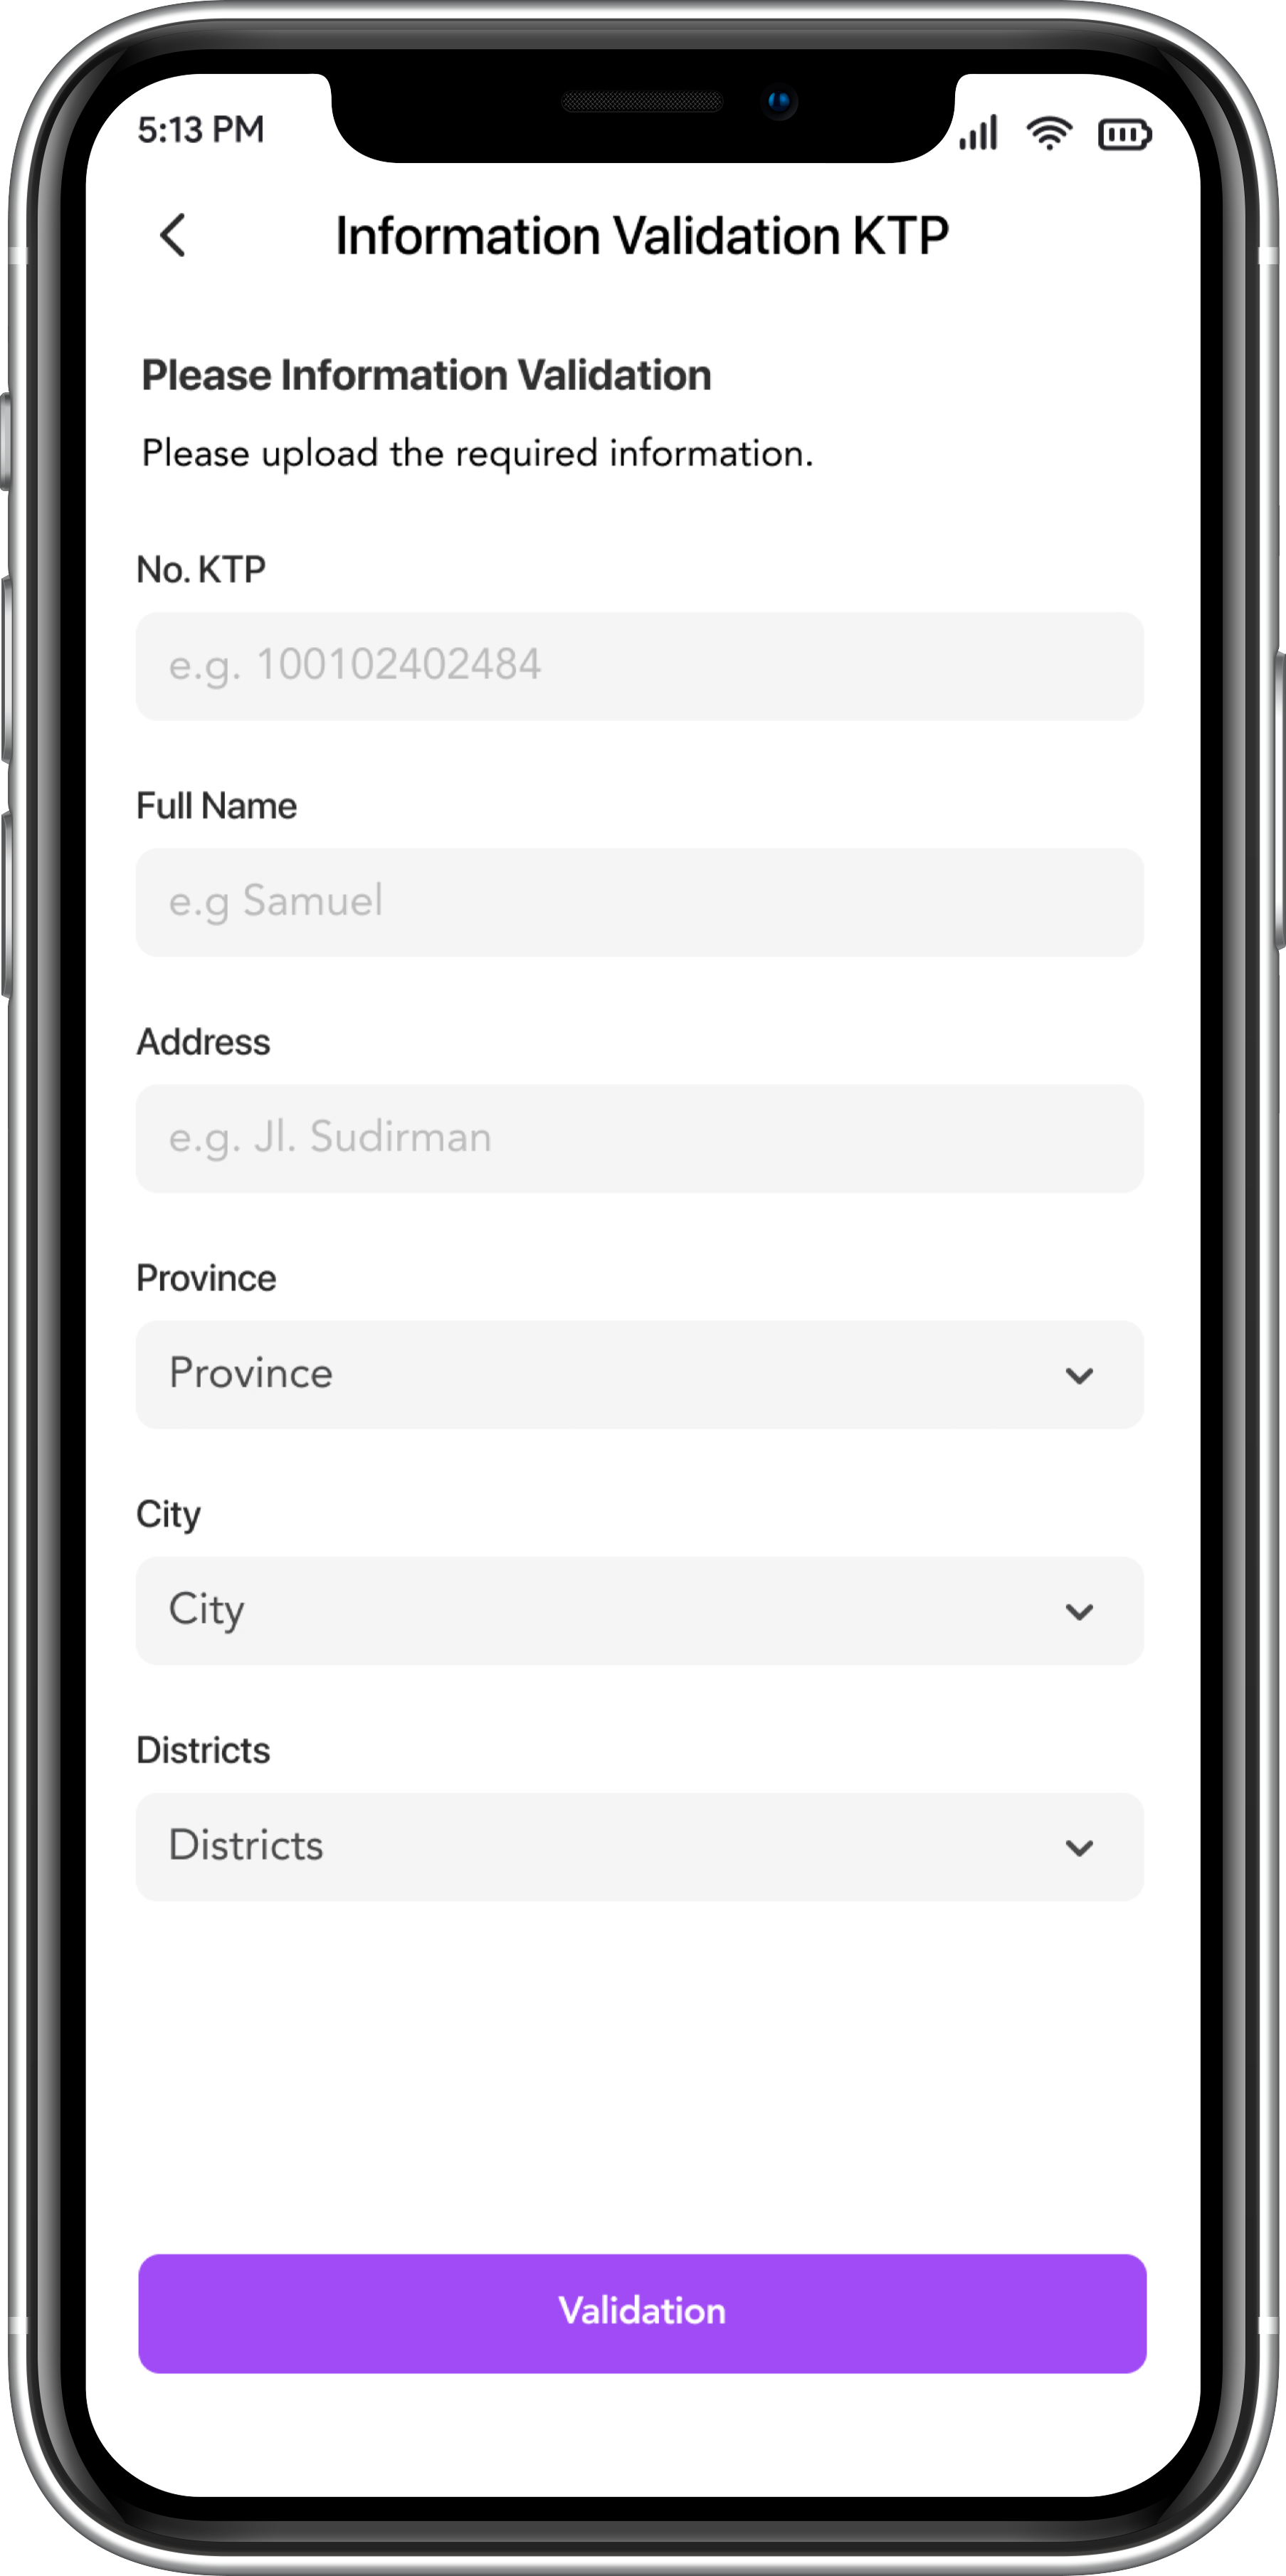 5:13 PM
Information Validation KTP
Please Information Validation
Please upload the required information.
No. KTP
e.g. 100102402484
Full Name
e.g Samuel
Address
e.g. Jl. Sudirman
Province
Province
City
City
Districts
Districts
Validation